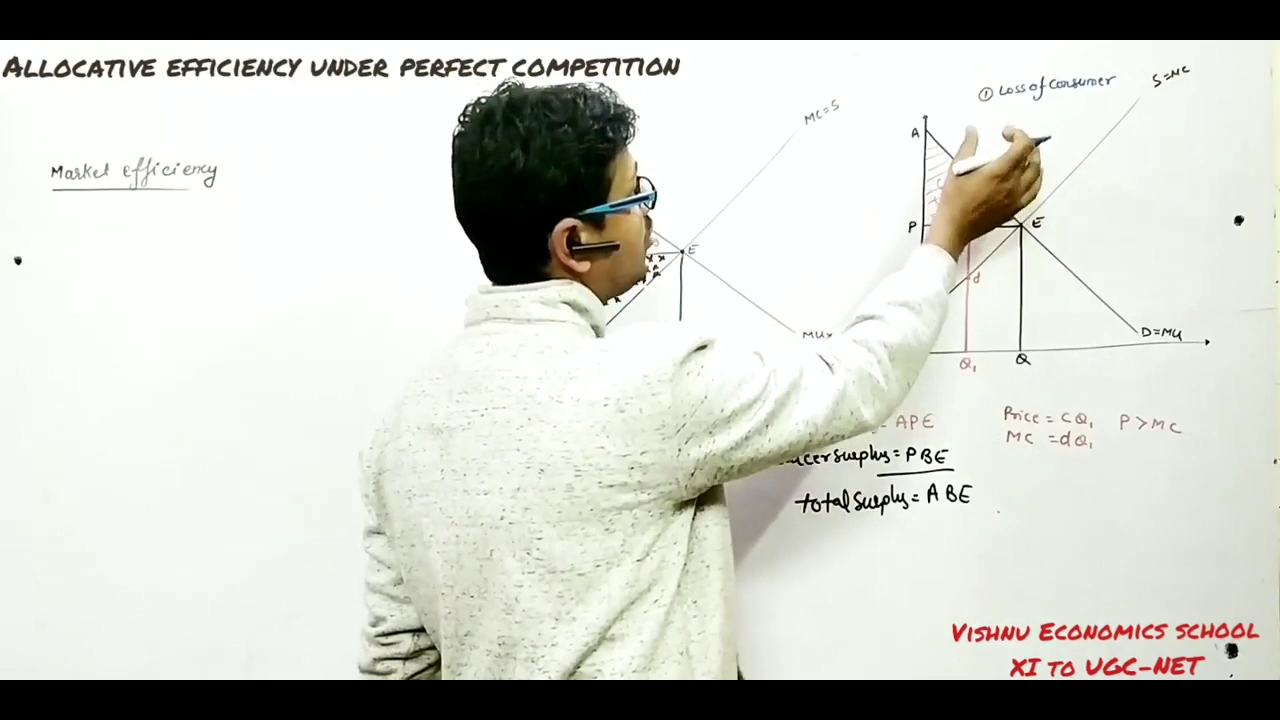 ALLOCATIVE EFFICIENCY UNDER PERFECT COMPETITION
Market efficiency
MC=S
E
MUx
① Loss of consumer
S=MC
A
P
E
d
D=MU
Q₁
Q
= APE
surplus = PBE
total surplus = ABE
Price = CQ₁ P > MC
MC = dQ₁
VISHNU ECONOMICS SCHOOL
XI TO UGC-NET